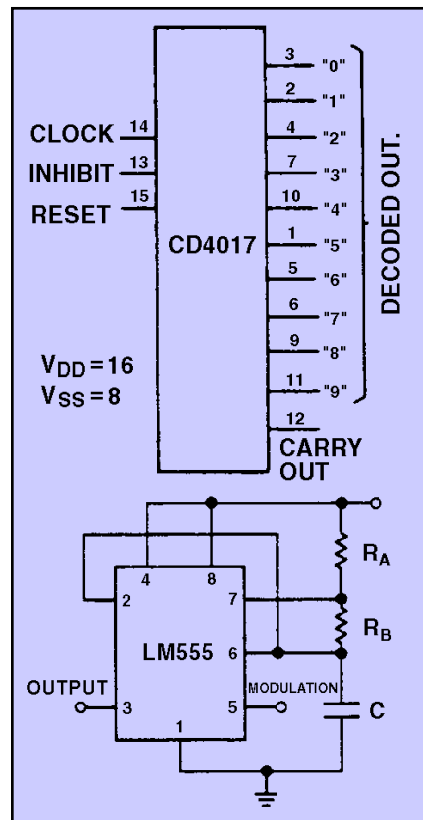 3 "0"
2 "1"
CLOCK 14
4 "2"
INHIBIT 13
7 "3"
RESET 15
10 "4"
CD4017
1 "5"
5 "6"
6 "7"
VDD = 16
9 "8"
VSS = 8
11 "9"
DECODED OUT.
12
CARRY
OUT
4 8
RA
2 7
LM555
RB
6
OUTPUT
MODULATION
3 5
C
1